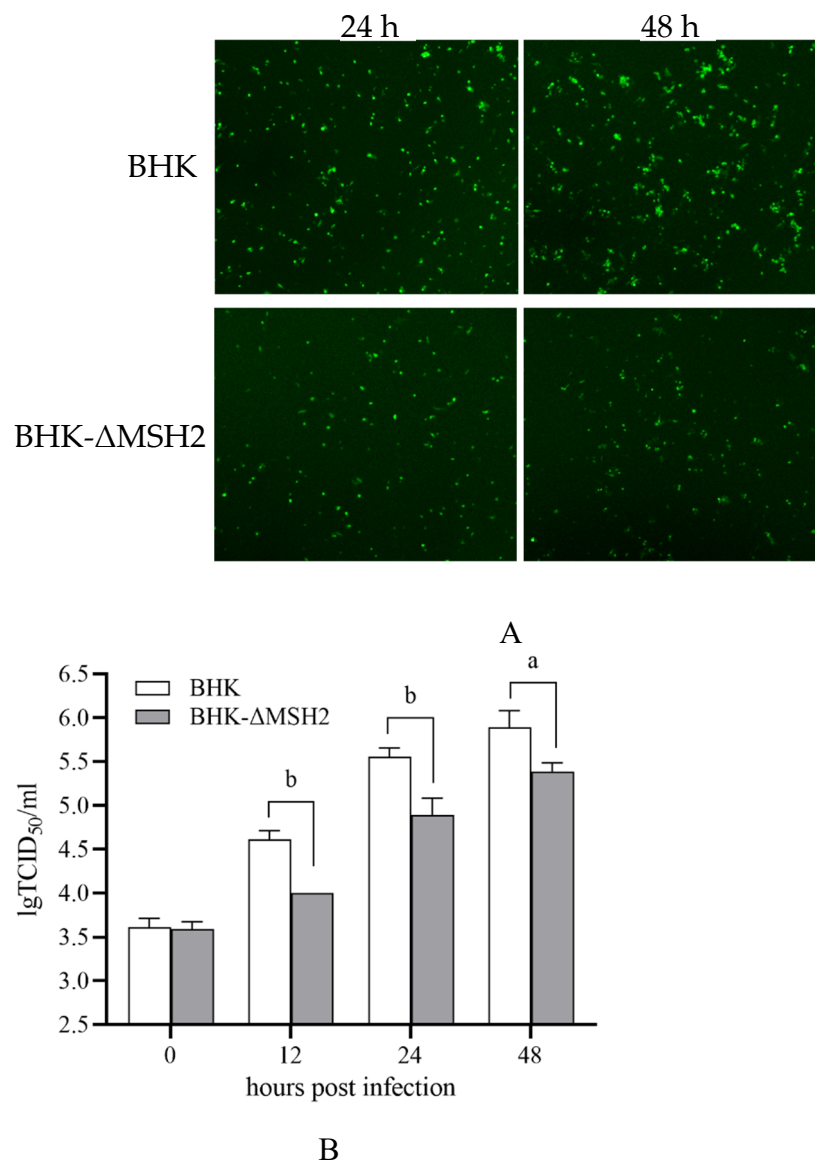 24 h 48 h
BHK
BHK-ΔMSH2
A
6.5
6.0
5.5
5.0
4.5
4.0
3.5
3.0
2.5
lgTCID50/ml
BHK
BHK-ΔMSH2
b
b
a
0 12 24 48
hours post infection
B